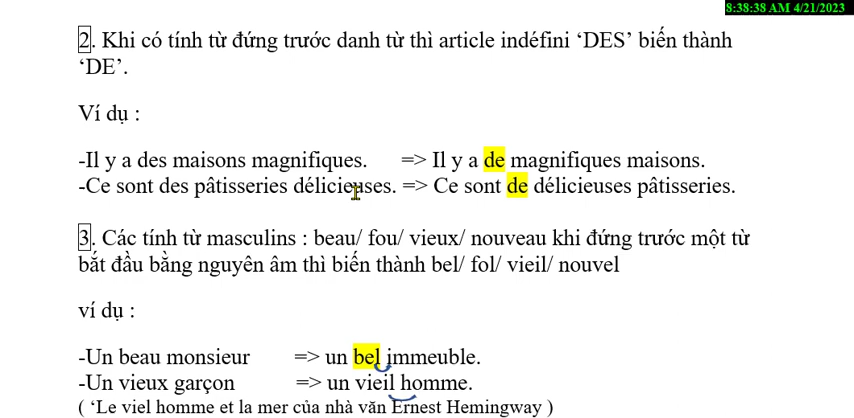 8:38:38 AM 4/21/2023
2. Khi có tính từ đứng trước danh từ thì article indéfini ‘DES’ biến thành
‘DE’.
Ví dụ :
-Il y a des maisons magnifiques. => Il y a de magnifiques maisons.
-Ce sont des pâtisseries délicieuses. => Ce sont de délicieuses pâtisseries.
3. Các tính từ masculins : beau/ fou/ vieux/ nouveau khi đứng trước một từ
bắt đầu bằng nguyên âm thì biến thành bel/ fol/ vieil/ nouvel
ví dụ :
-Un beau monsieur => un bel immeuble.
-Un vieux garçon => un vieil homme.
( ‘Le viel homme et la mer của nhà văn Ernest Hemingway )